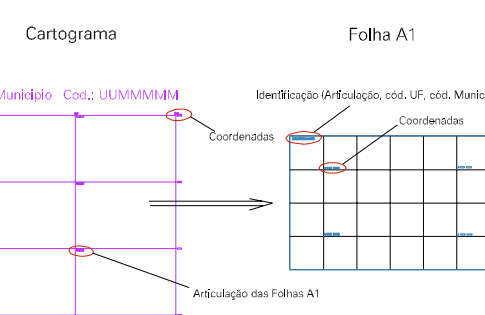 Cartograma
Folha A1
Municipio Cod.: UUMMMMM
Identificação (Articulação, cód. UF, cód. Munic
Coordenadas
Coordenadas
Articulação das Folhas A1